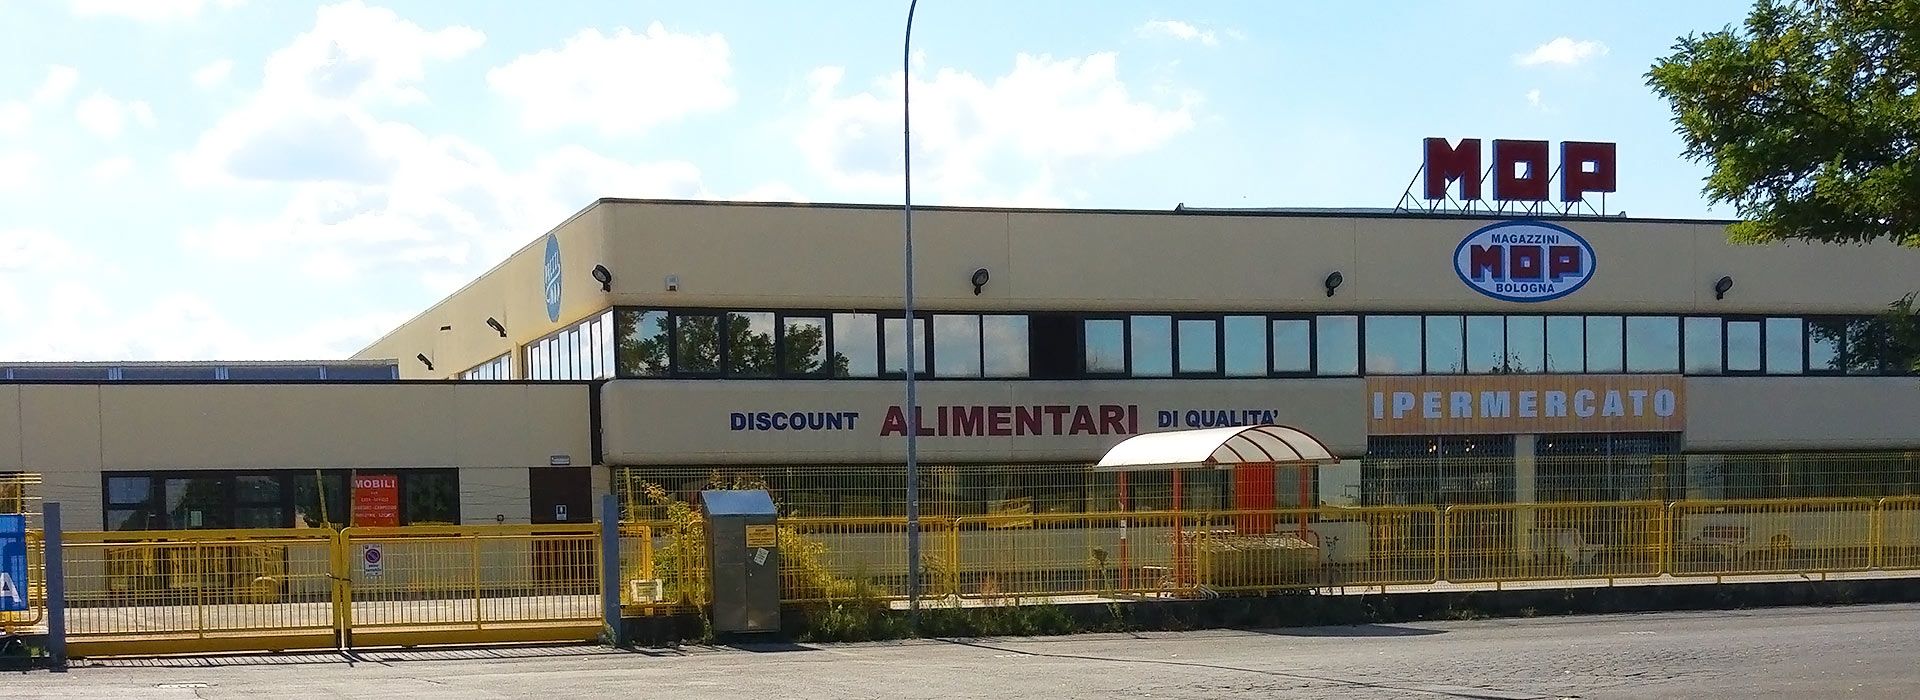 MOP
MAGAZZINI
MOP
BOLOGNA
DISCOUNT ALIMENTARI DI QUALITA'
IPERMERCATO
MOBILI
A